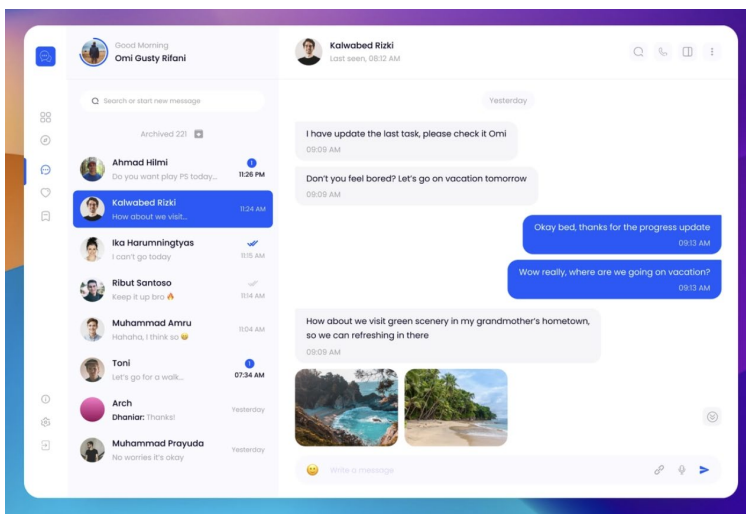 Good Morning
Omi Gusty Rifani
Search or start new message
Archived 221
Ahmad Hilmi
1
Do you want play PS today...
11:26 PM
Kalwabed Rizki
How about we visit...
11:24 AM
Ika Harumningtyas
I can't go today
11:15 AM
Ribut Santoso
Keep it up bro 🔥
11:14 AM
Muhammad Amru
Hahaha, I think so 😄
11:04 AM
Toni
1
Let's go for a walk...
07:34 AM
Arch
Dhaniar: Thanks!
Yesterday
Muhammad Prayuda
No worries it's okay
Yesterday
Kalwabed Rizki
Last seen, 09:12 AM
Yesterday
I have update the last task, please check it Omi
09:09 AM
Don't you feel bored? Let's go on vacation tomorrow
09:09 AM
Okay bed, thanks for the progress update
09:13 AM
Wow really, where are we going on vacation?
09:13 AM
How about we visit green scenery in my grandmother's hometown,
so we can refreshing in there
09:09 AM
Write a message